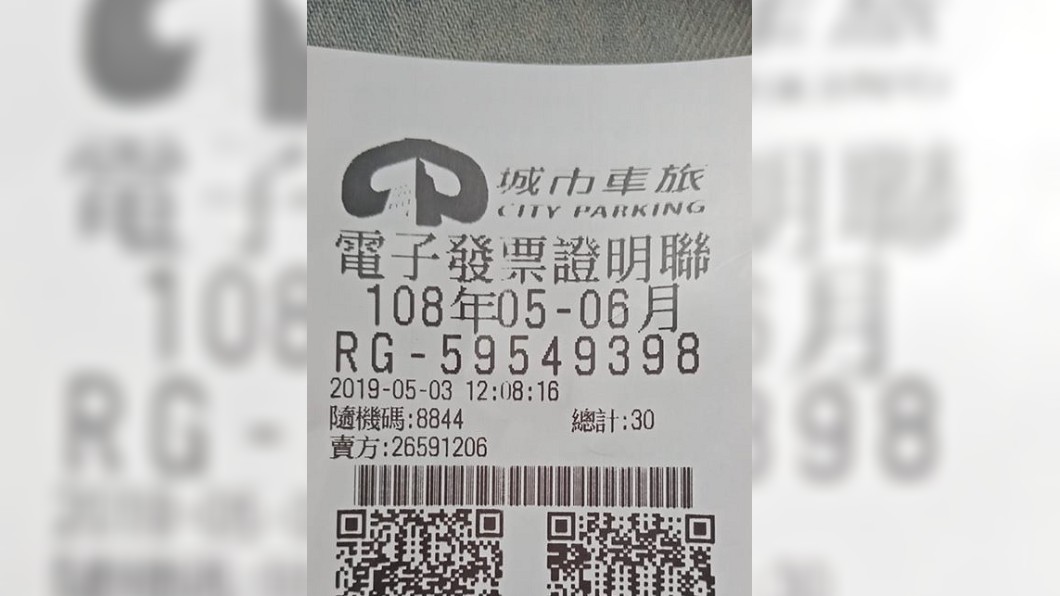 城市車旅
CITY PARKING
電子發票證明聯
108年05-06月
RG-59549398
2019-05-03 12:08:16
隨機碼:8844 總計:30
賣方:26591206